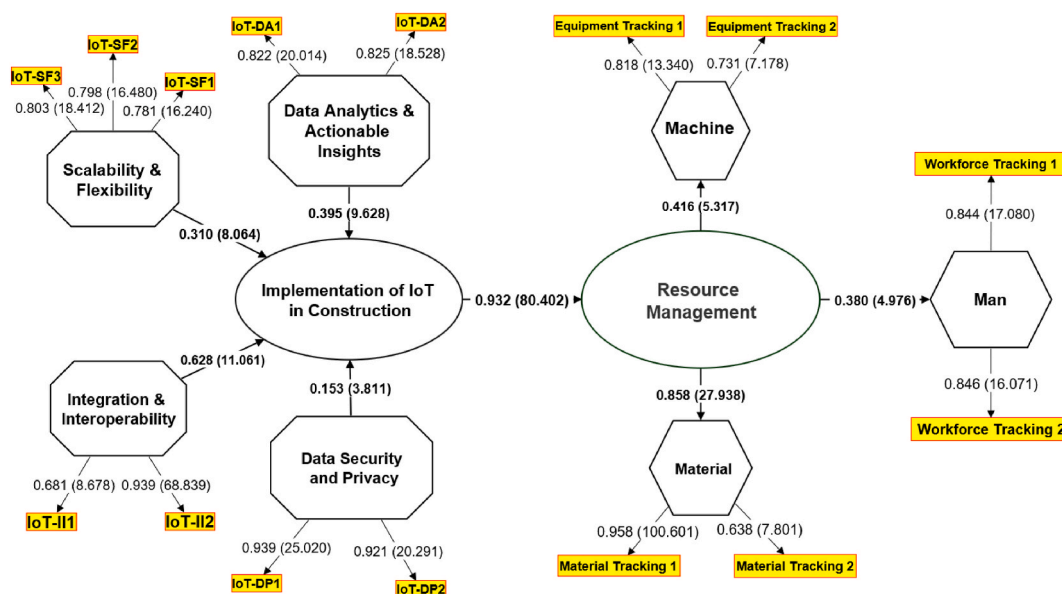 IoT-DA1
IoT-DA2
0.822 (20.014)
0.825 (18.528)
Data Analytics &
Actionable
Insights
0.395 (9.628)
IoT-SF2
IoT-SF3
IoT-SF1
0.798 (16.480)
0.803 (18.412)
0.781 (16.240)
Scalability &
Flexibility
0.310 (8.064)
Implementation of IoT
in Construction
0.932 (80.402)
0.628 (11.061)
Integration &
Interoperability
0.681 (8.678)
0.939 (68.839)
IoT-II1
IoT-II2
0.153 (3.811)
Data Security
and Privacy
0.939 (25.020)
0.921 (20.291)
IoT-DP1
IoT-DP2
Equipment Tracking 1
Equipment Tracking 2
0.818 (13.340)
0.731 (7.178)
Machine
0.416 (5.317)
Resource
Management
0.380 (4.976)
Workforce Tracking 1
0.844 (17.080)
Man
0.846 (16.071)
Workforce Tracking 2
0.858 (27.938)
Material
0.958 (100.601)
0.638 (7.801)
Material Tracking 1
Material Tracking 2